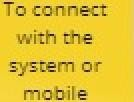 To connect
with the
system or
mobile